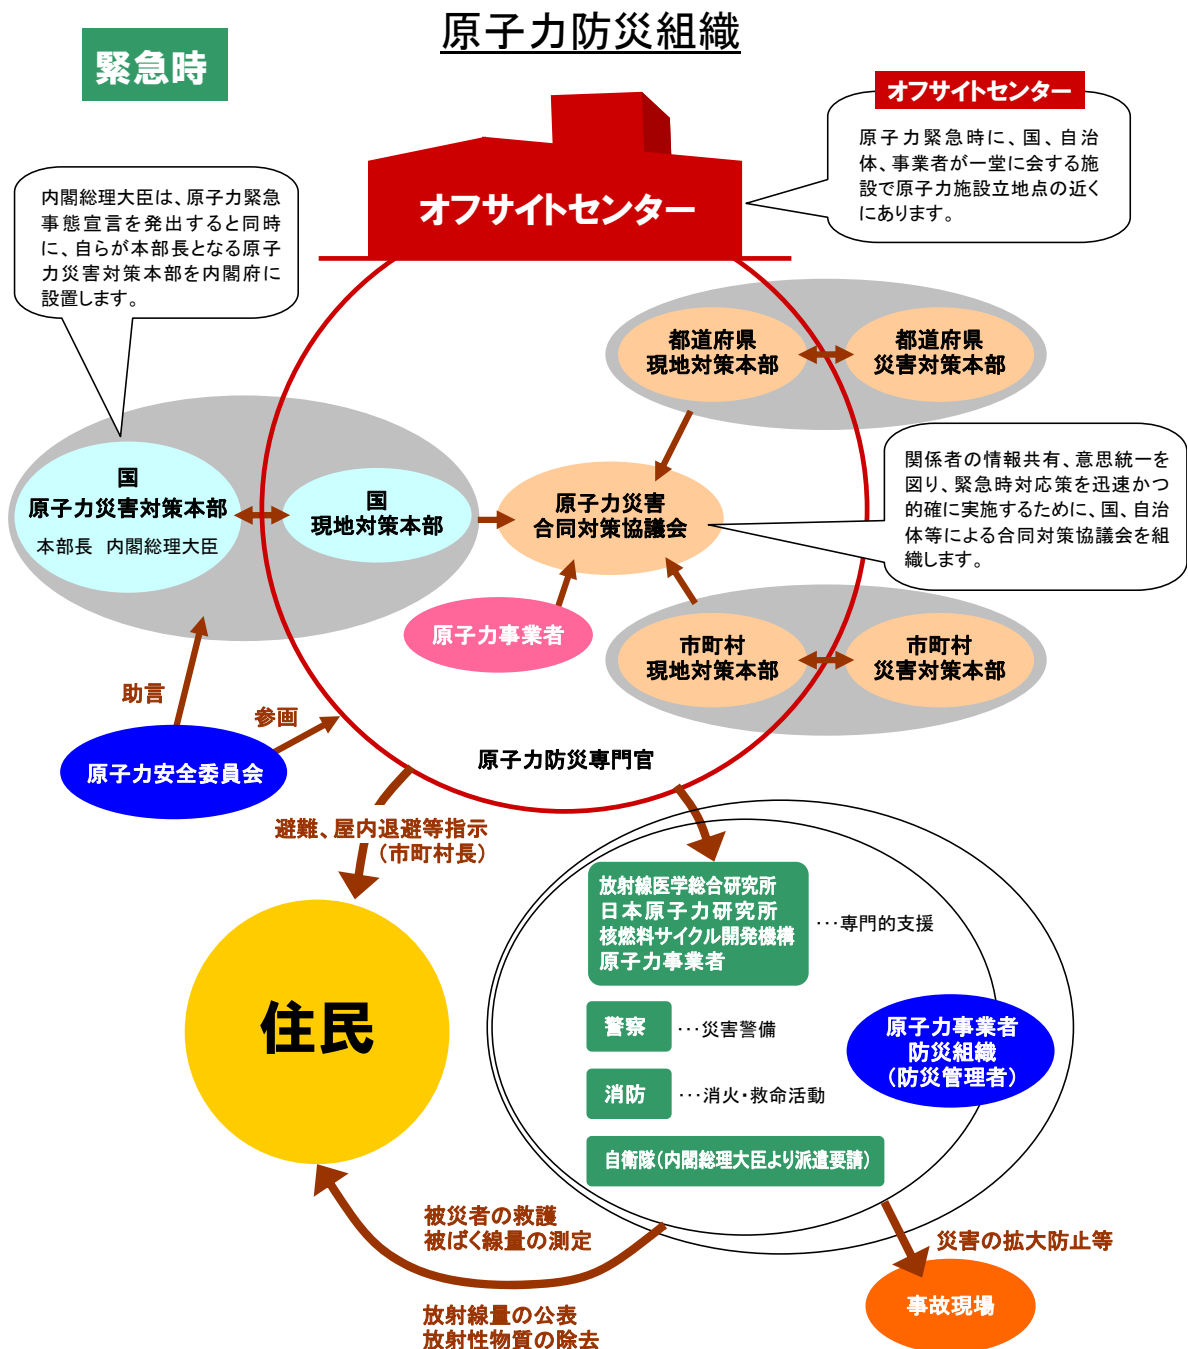 原子力防災組織
緊急時
オフサイトセンター
原子力緊急時に、国、自治
体、事業者が一堂に会する施
設で原子力施設立地点の近く
にあります。
オフサイトセンター
内閣総理大臣は、原子力緊急
事態宣言を発出すると同時
に、自らが本部長となる原子
力災害対策本部を内閣府に
設置します。
都道府県
現地対策本部
都道府県
災害対策本部
関係者の情報共有、意思統一を
図り、緊急時対応策を迅速かつ
的確に実施するために、国、自治
体等による合同対策協議会を組
織します。
国
原子力災害対策本部
本部長 内閣総理大臣
国
現地対策本部
原子力災害
合同対策協議会
原子力事業者
市町村
現地対策本部
市町村
災害対策本部
助言
参画
原子力安全委員会
原子力防災専門官
避難、屋内退避等指示
（市町村長）
放射線医学総合研究所
日本原子力研究所
核燃料サイクル開発機構
原子力事業者
…専門的支援
住民
警察
…災害警備
原子力事業者
防災組織
（防災管理者）
消防
…消火・救命活動
自衛隊（内閣総理大臣より派遣要請）
被災者の救護
被ばく線量の測定
災害の拡大防止等
事故現場
放射線量の公表
放射性物質の除去